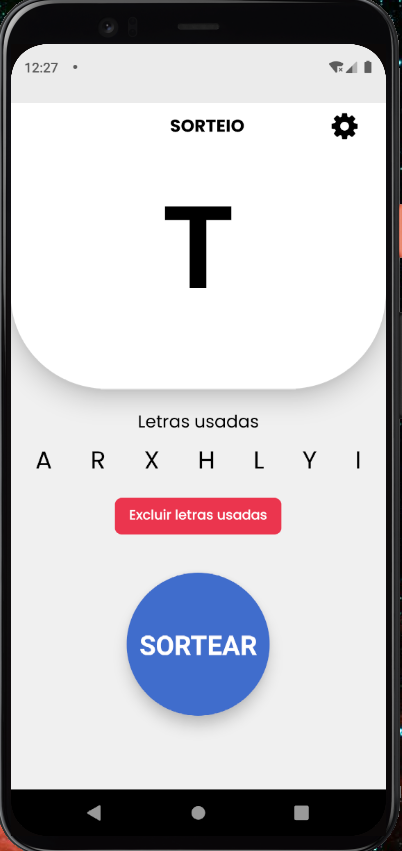 12:27
SORTEIO
T
Letras usadas
A R X H L Y I
Excluir letras usadas
SORTEAR